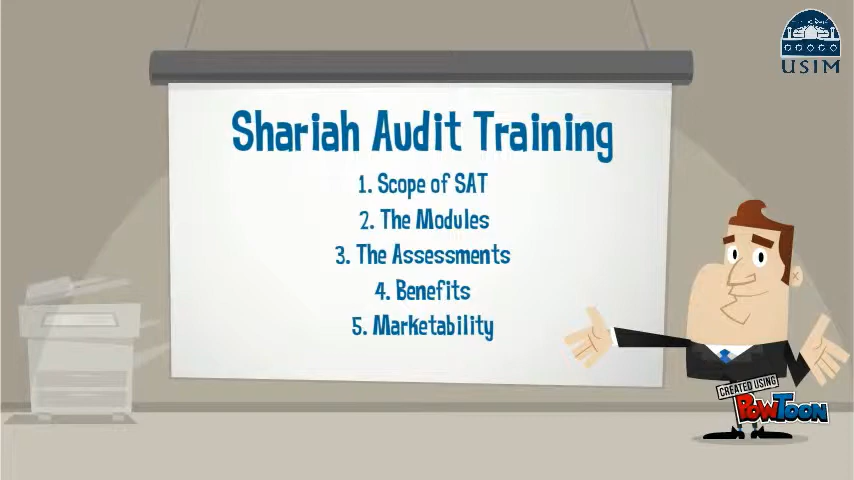 USIM
Shariah Audit Training
1. Scope of SAT
2. The Modules
3. The Assessments
4. Benefits
5. Marketability
CREATED USING
POWTOON